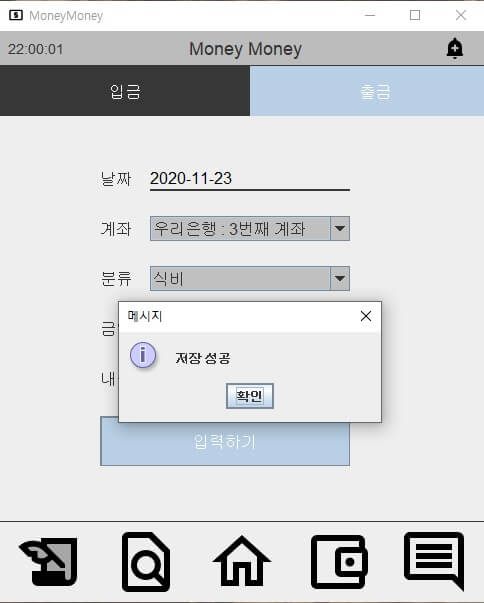 MoneyMoney
22:00:01 Money Money
입금 출금
날짜 2020-11-23
계좌 우리은행 : 3번째 계좌
분류 식비
메시지
저장 성공
확인
입력하기